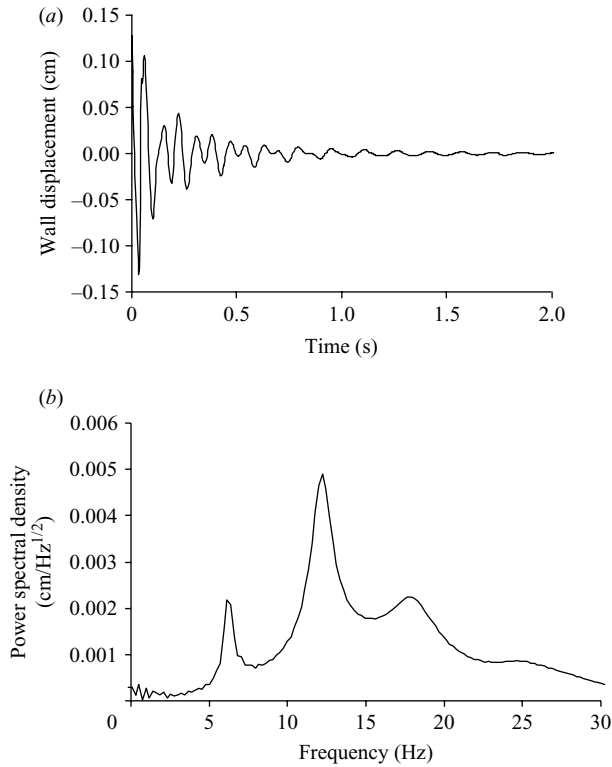 (a)
0.15
0.10
0.05
0.00
–0.05
–0.10
–0.15
Wall displacement (cm)
0 0.5 1.0 1.5 2.0
Time (s)
(b)
0.006
0.005
0.004
0.003
0.002
0.001
Power spectral density
(cm/Hz1/2)
0 5 10 15 20 25 30
Frequency (Hz)